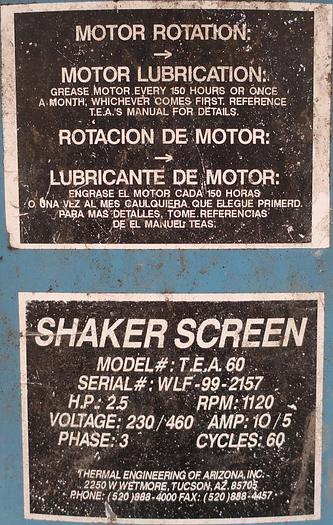 MOTOR ROTATION:
→
MOTOR LUBRICATION:
GREASE MOTOR EVERY 150 HOURS OR ONCE
A MONTH, WHICHEVER COMES FIRST. REFERENCE
T.E.A.'S MANUAL FOR DETAILS.
ROTACION DE MOTOR:
→
LUBRICANTE DE MOTOR:
ENGRASE EL MOTOR CADA 150 HORAS
O UNA VEZ AL MES CAULQUIERA QUE ELEGUE PRIMERD.
PARA MAS DETALLES, TOME REFERENCIAS
DE EL MANUEL TEAS.
SHAKER SCREEN
MODEL#: T.E.A. 60
SERIAL#: WLF-99-2157
H.P.: 2.5 RPM: 1120
VOLTAGE: 230/460 AMP: 10/5
PHASE: 3 CYCLES: 60
THERMAL ENGINEERING OF ARIZONA, INC.
2250 W WETMORE, TUCSON, AZ. 85705
PHONE: (520)888-4000 FAX: (520)888-4457